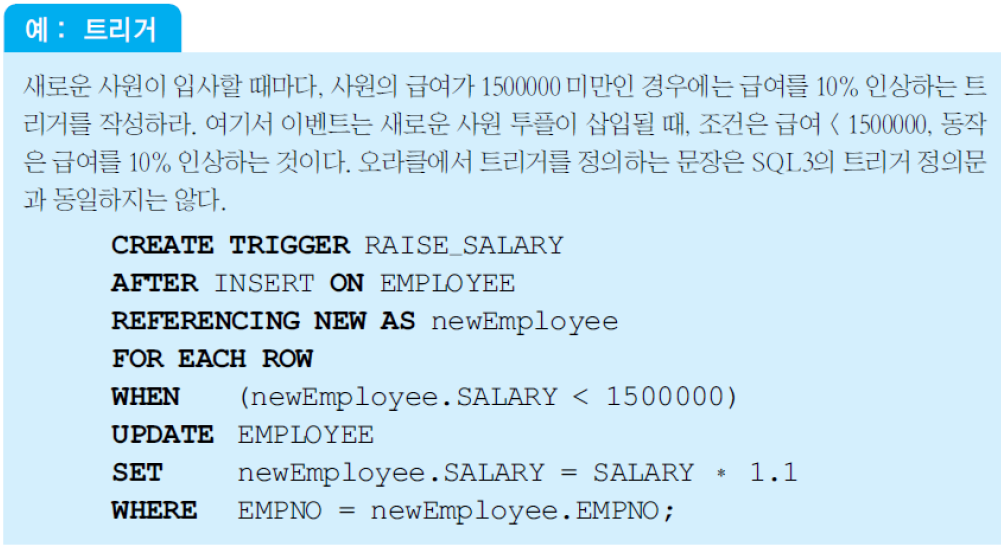 예 : 트리거
새로운 사원이 입사할 때마다, 사원의 급여가 1500000 미만인 경우에는 급여를 10% 인상하는 트
리거를 작성하라. 여기서 이벤트는 새로운 사원 투플이 삽입될 때, 조건은 급여 < 1500000, 동작
은 급여를 10% 인상하는 것이다. 오라클에서 트리거를 정의하는 문장은 SQL3의 트리거 정의문
과 동일하지는 않다.
CREATE TRIGGER RAISE_SALARY
AFTER INSERT ON EMPLOYEE
REFERENCING NEW AS newEmployee
FOR EACH ROW
WHEN (newEmployee.SALARY < 1500000)
UPDATE EMPLOYEE
SET newEmployee.SALARY = SALARY * 1.1
WHERE EMPNO = newEmployee.EMPNO;